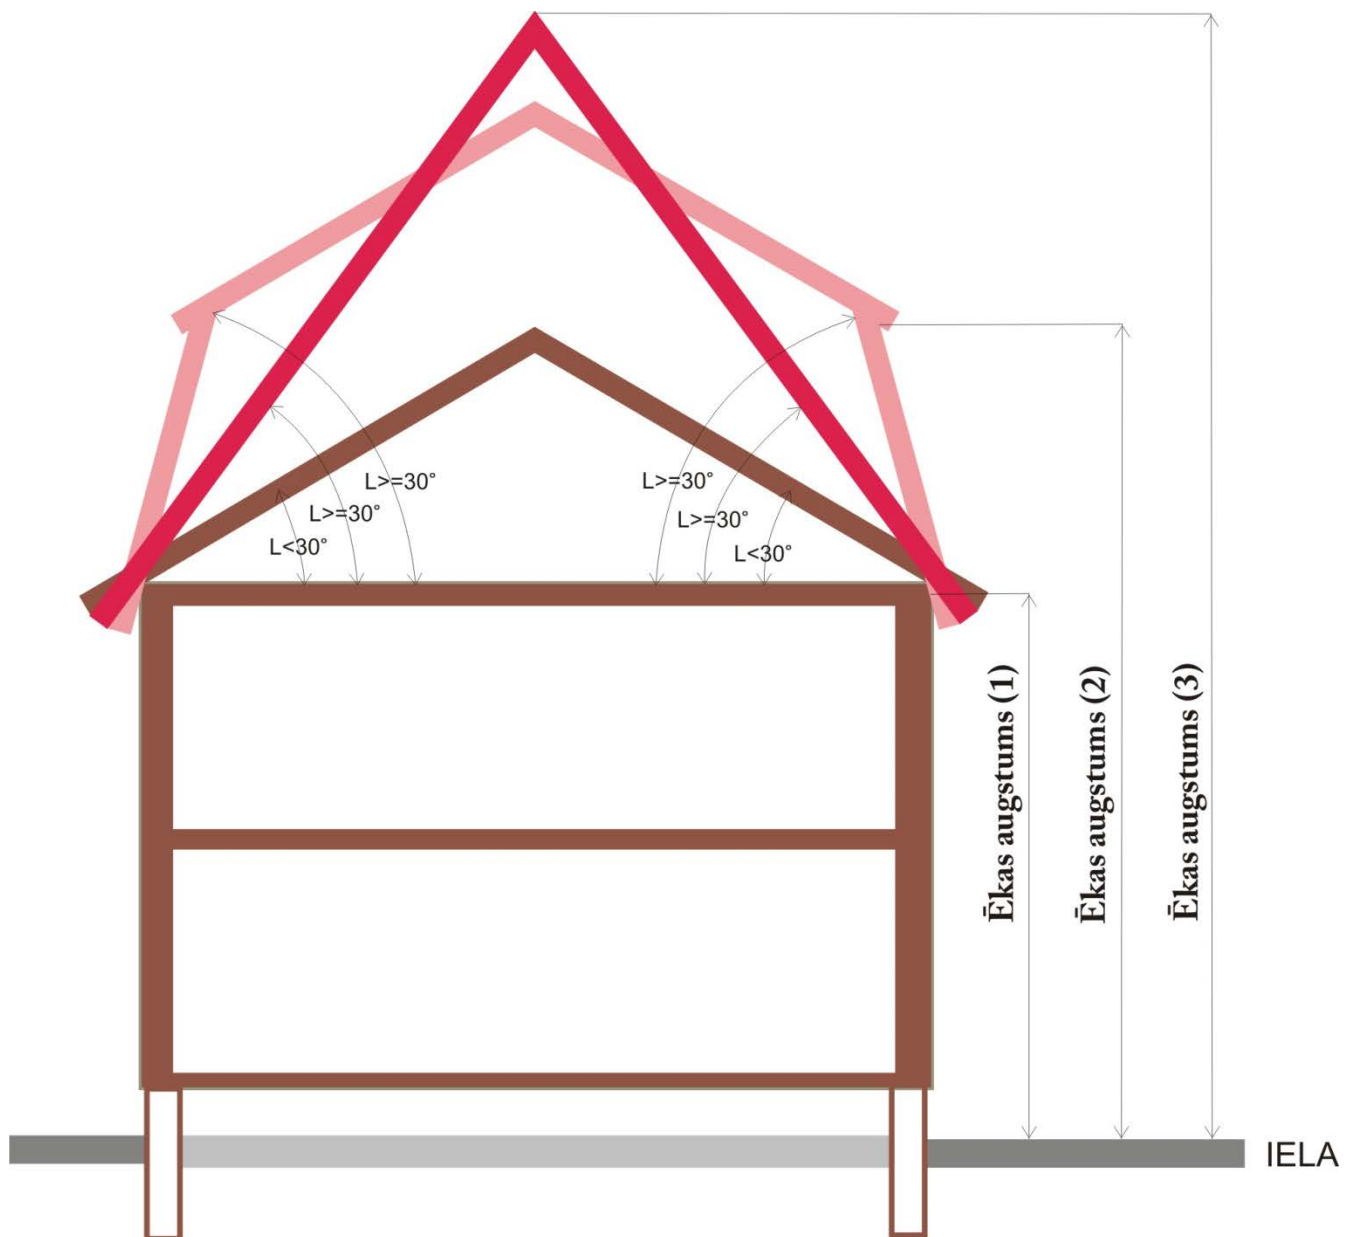 L>=30°
L>=30°
L<30°
L>=30°
L>=30°
L<30°
Ēkas augstums (1)
Ēkas augstums (2)
Ēkas augstums (3)
IELA